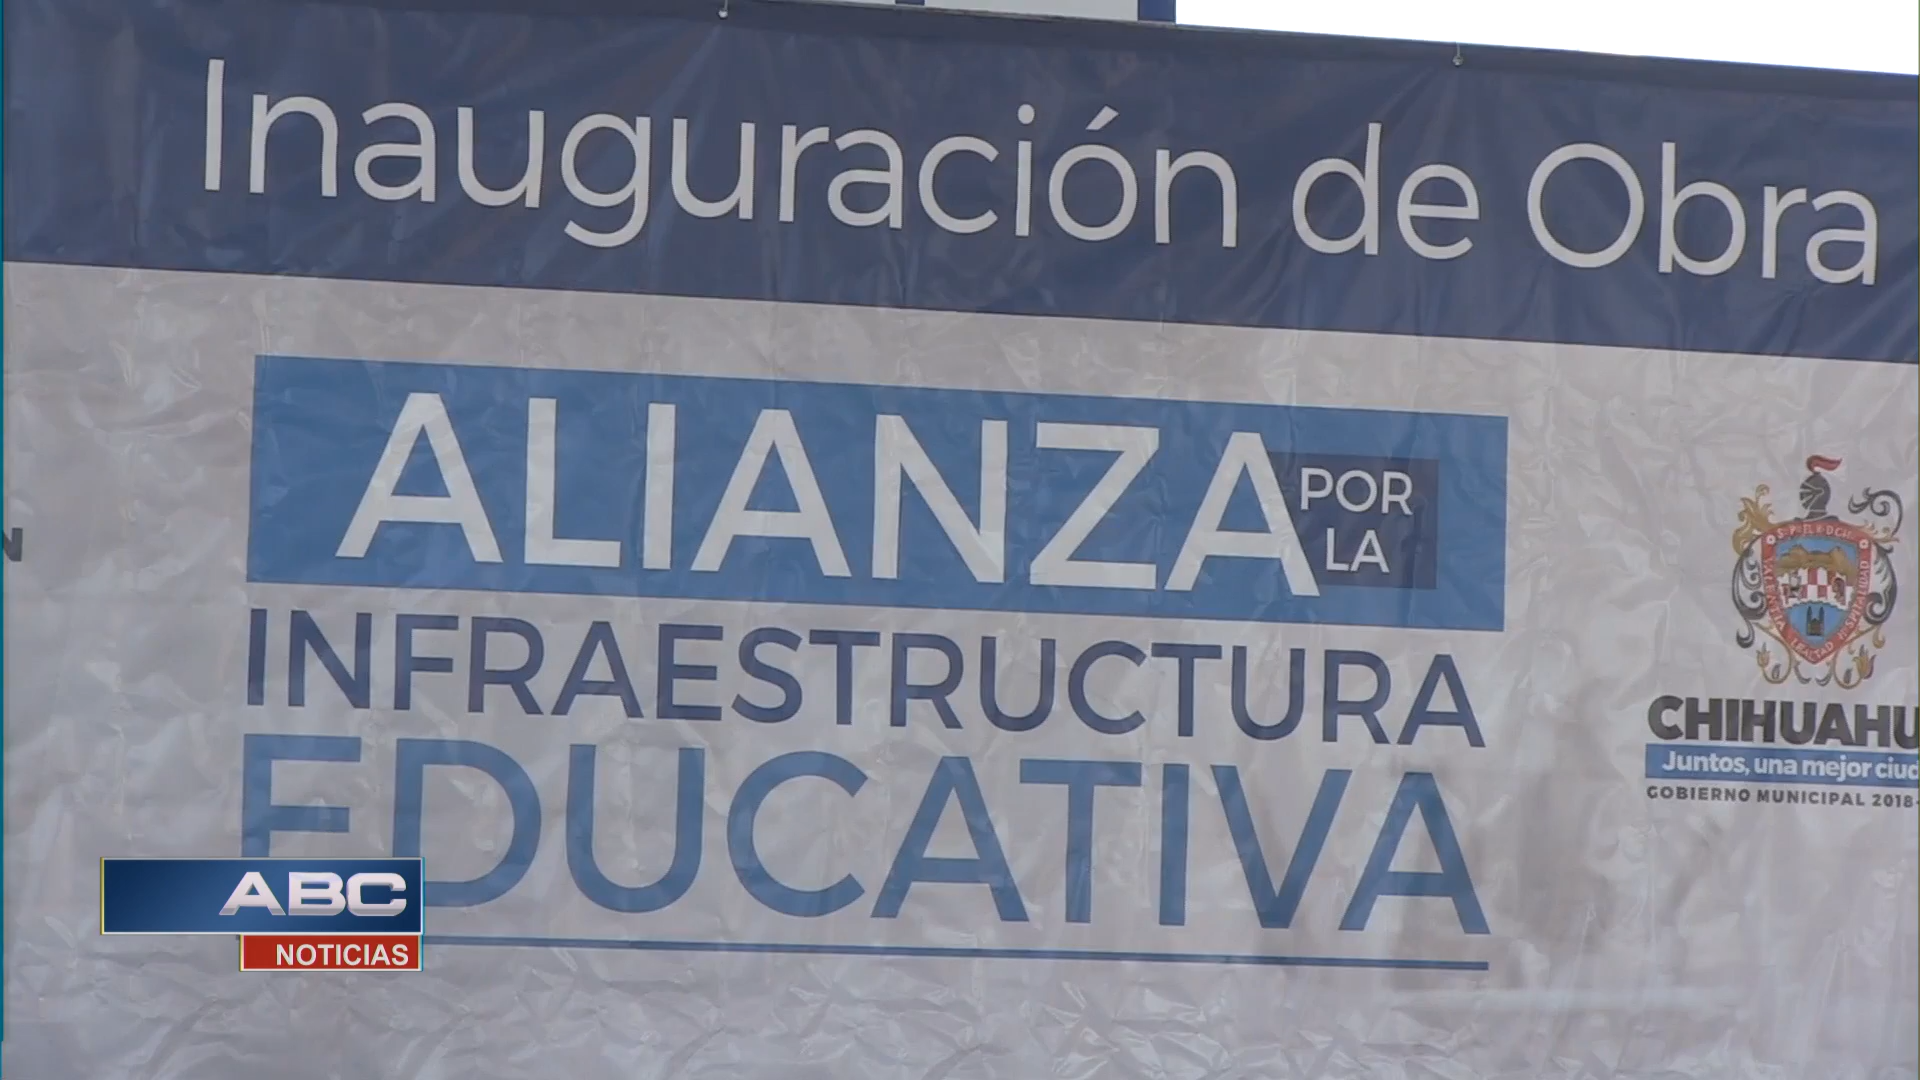 Inauguración de Obra
ALIANZA
POR
LA
INFRAESTRUCTURA
EDUCATIVA
N
CHIHUAHU
Juntos, una mejor ciud
GOBIERNO MUNICIPAL 2018-
ABC
NOTICIAS